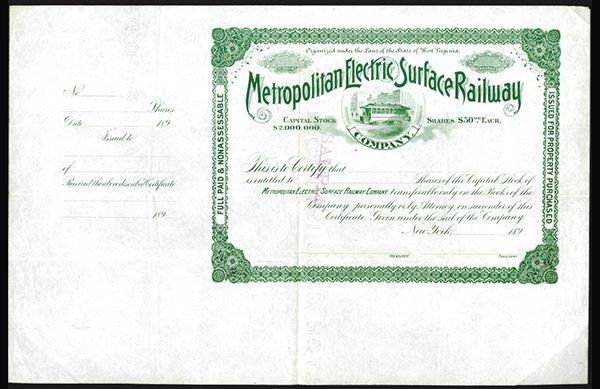 No
Shares
Date 189
Issued to
of
Received the above described Certificate
189
Organized under the Laws of the State of West Virginia.
Metropolitan Electric Surface Railway
COMPANY.
CAPITAL STOCK
$2.000.000.
SHARES $50.00 EACH.
FULL PAID & NONASSESSABLE
ISSUED FOR PROPERTY PURCHASED
SAMPLE
This is to Certify that
is entitled to Shares of the Capital Stock of
METROPOLITAN ELECTRIC SURFACE RAILWAY COMPANY transferable only on the Books of the
Company personally or by Attorney on surrender of this
Certificate. Given under the seal of the Company
New York, 189
TREASURER PRESIDENT